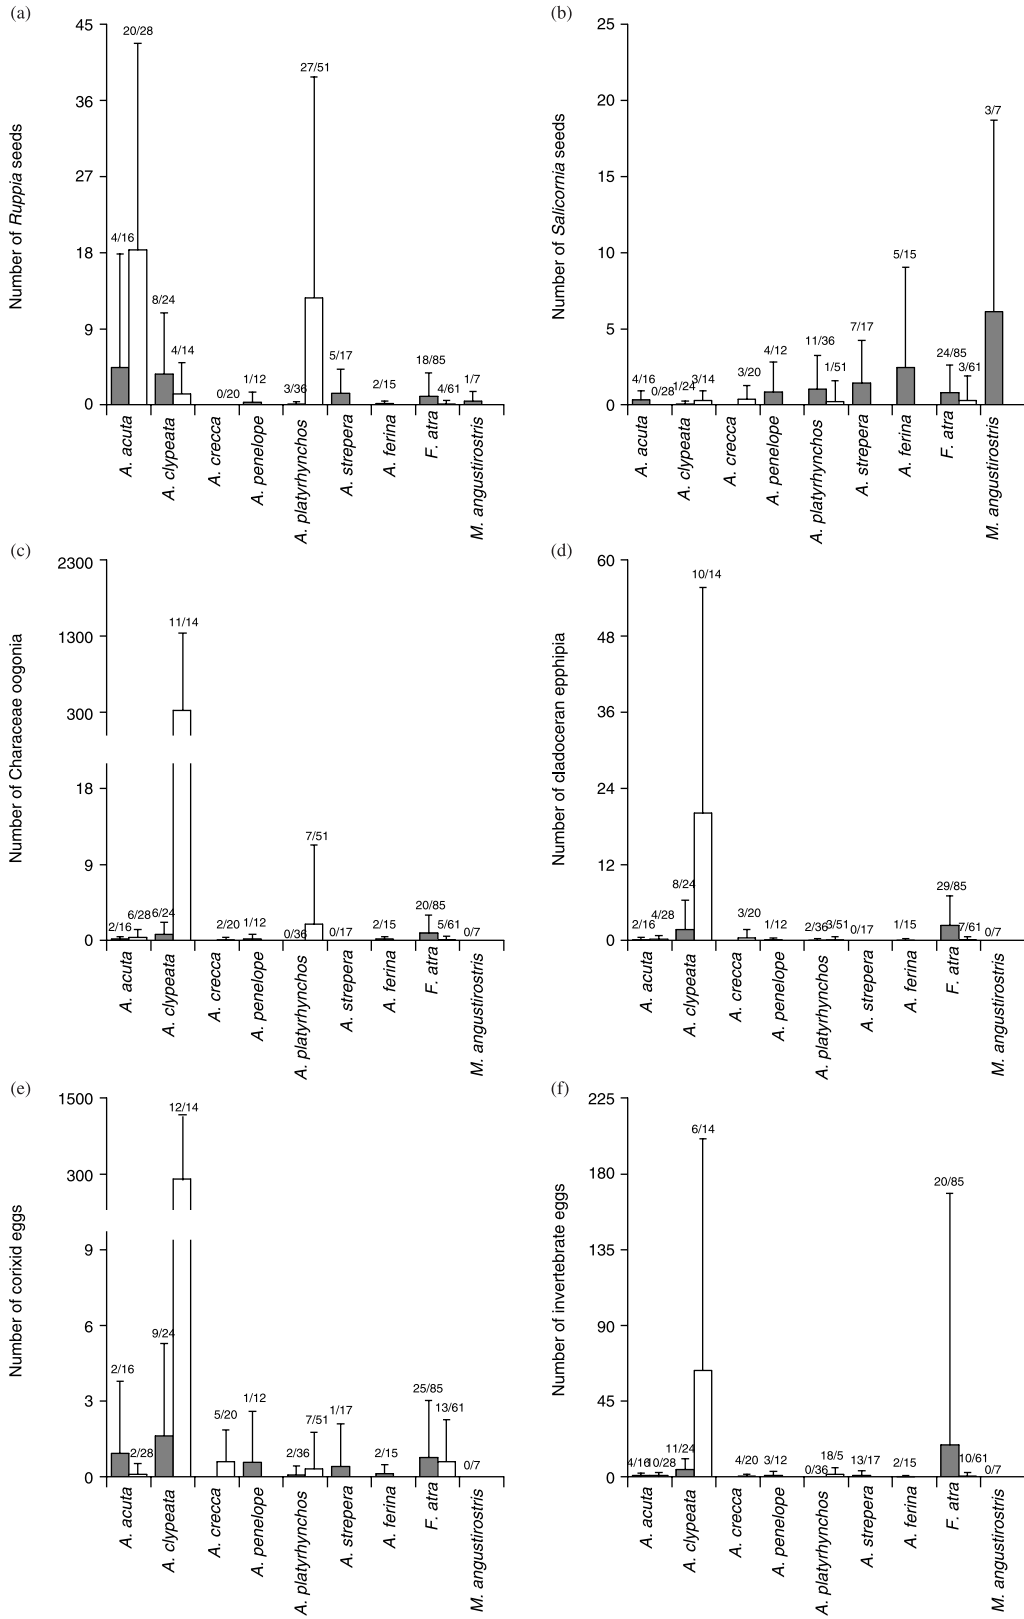 (a)
Number of Ruppia seeds
45
36
27
18
9
0
4/16
20/28
8/24
4/14
0/20
1/12
3/36
27/51
5/17
2/15
18/85
4/61
1/7
A. acuta
A. clypeata
A. crecca
A. penelope
A. platyrhynchos
A. strepera
A. ferina
F. atra
M. angustirostris
(b)
Number of Salicornia seeds
25
20
15
10
5
0
4/16
0/28
1/24
3/14
3/20
4/12
11/36
1/51
7/17
5/15
24/85
3/61
3/7
A. acuta
A. clypeata
A. crecca
A. penelope
A. platyrhynchos
A. strepera
A. ferina
F. atra
M. angustirostris
(c)
Number of Characeae oogonia
2300
1300
300
18
9
0
2/16
6/28
6/24
11/14
2/20
1/12
0/36
7/51
0/17
2/15
20/85
5/61
0/7
A. acuta
A. clypeata
A. crecca
A. penelope
A. platyrhynchos
A. strepera
A. ferina
F. atra
M. angustirostris
(d)
Number of cladoceran epphipia
60
48
36
24
12
0
2/16
4/28
8/24
10/14
3/20
1/12
2/36
3/51
0/17
1/15
29/85
7/61
0/7
A. acuta
A. clypeata
A. crecca
A. penelope
A. platyrhynchos
A. strepera
A. ferina
F. atra
M. angustirostris
(e)
Number of corixid eggs
1500
300
9
6
3
0
2/16
2/28
9/24
12/14
5/20
1/12
2/36
7/51
1/17
2/15
25/85
13/61
0/7
A. acuta
A. clypeata
A. crecca
A. penelope
A. platyrhynchos
A. strepera
A. ferina
F. atra
M. angustirostris
(f)
Number of invertebrate eggs
225
180
135
90
45
0
4/16
10/28
11/24
6/14
4/20
3/12
0/36
18/5
13/17
2/15
20/85
10/61
0/7
A. acuta
A. clypeata
A. crecca
A. penelope
A. platyrhynchos
A. strepera
A. ferina
F. atra
M. angustirostris